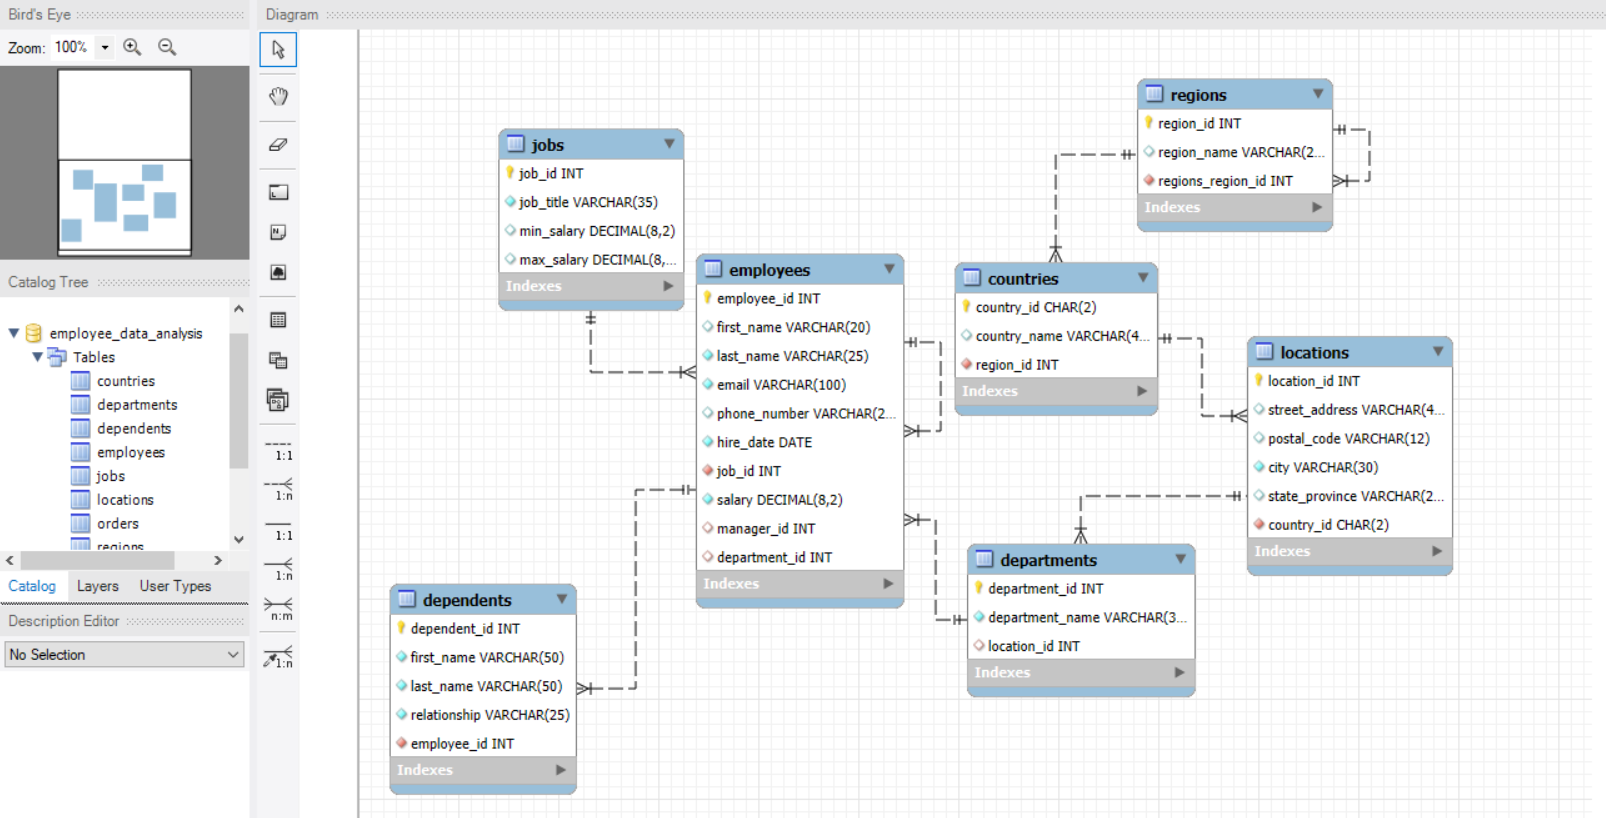 Bird's Eye
Zoom: 100%
Catalog Tree
employee_data_analysis
Tables
countries
departments
dependents
employees
jobs
locations
orders
regions
Catalog Layers User Types
Description Editor
No Selection
1:1
1:n
1:1
1:n
n:m
1:n
Diagram
jobs
job_id INT
job_title VARCHAR(35)
min_salary DECIMAL(8,2)
max_salary DECIMAL(8,...
Indexes
employees
employee_id INT
first_name VARCHAR(20)
last_name VARCHAR(25)
email VARCHAR(100)
phone_number VARCHAR(2...
hire_date DATE
job_id INT
salary DECIMAL(8,2)
manager_id INT
department_id INT
Indexes
dependents
dependent_id INT
first_name VARCHAR(50)
last_name VARCHAR(50)
relationship VARCHAR(25)
employee_id INT
Indexes
regions
region_id INT
region_name VARCHAR(2...
regions_region_id INT
Indexes
countries
country_id CHAR(2)
country_name VARCHAR(4...
region_id INT
Indexes
locations
location_id INT
street_address VARCHAR(4...
postal_code VARCHAR(12)
city VARCHAR(30)
state_province VARCHAR(2...
country_id CHAR(2)
Indexes
departments
department_id INT
department_name VARCHAR(3...
location_id INT
Indexes